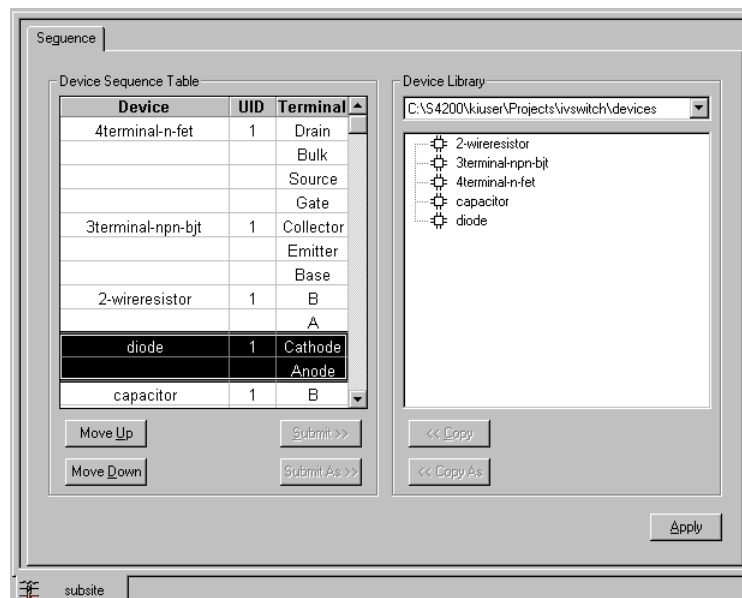 Sequence
Device Sequence Table
Device UID Terminal
4terminal-n-fet 1 Drain
Bulk
Source
Gate
3terminal-npn-bjt 1 Collector
Emitter
Base
2-wireresistor 1 B
A
diode 1 Cathode
Anode
capacitor 1 B
Move Up
Submit >>
Move Down
Submit As >>
Device Library
C:\S4200\kiuser\Projects\ivswitch\devices
2-wireresistor
3terminal-npn-bjt
4terminal-n-fet
capacitor
diode
<< Copy
<< Copy As
Apply
subsite